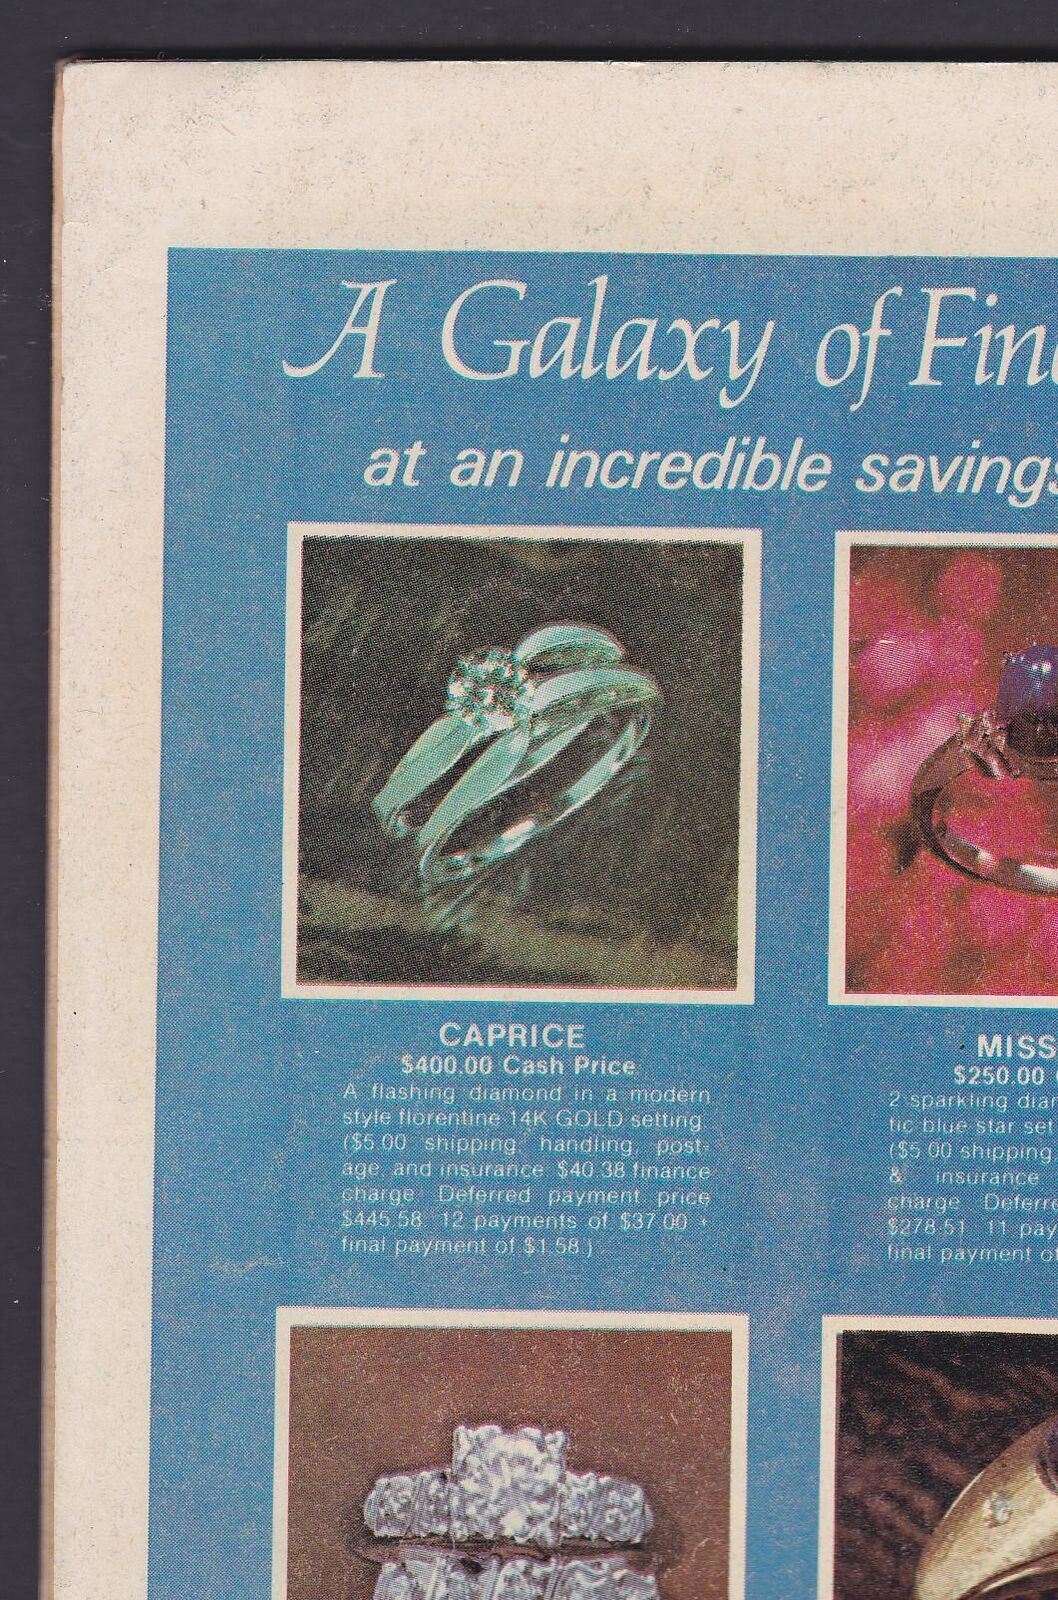 A Galaxy of Fin
at an incredible savings
CAPRICE
$400.00 Cash Price
A flashing diamond in a modern
style florentine 14K GOLD setting.
($5.00 shipping, handling, post-
age, and insurance $40.38 finance
charge Deferred payment price
$445.58 12 payments of $37.00 +
final payment of $1.58.)
MISS
$250.00
2 sparkling
fic blue star set
($5.00 shipping
& insurance
charge Deferre
$278.51 11 pay
final payment of